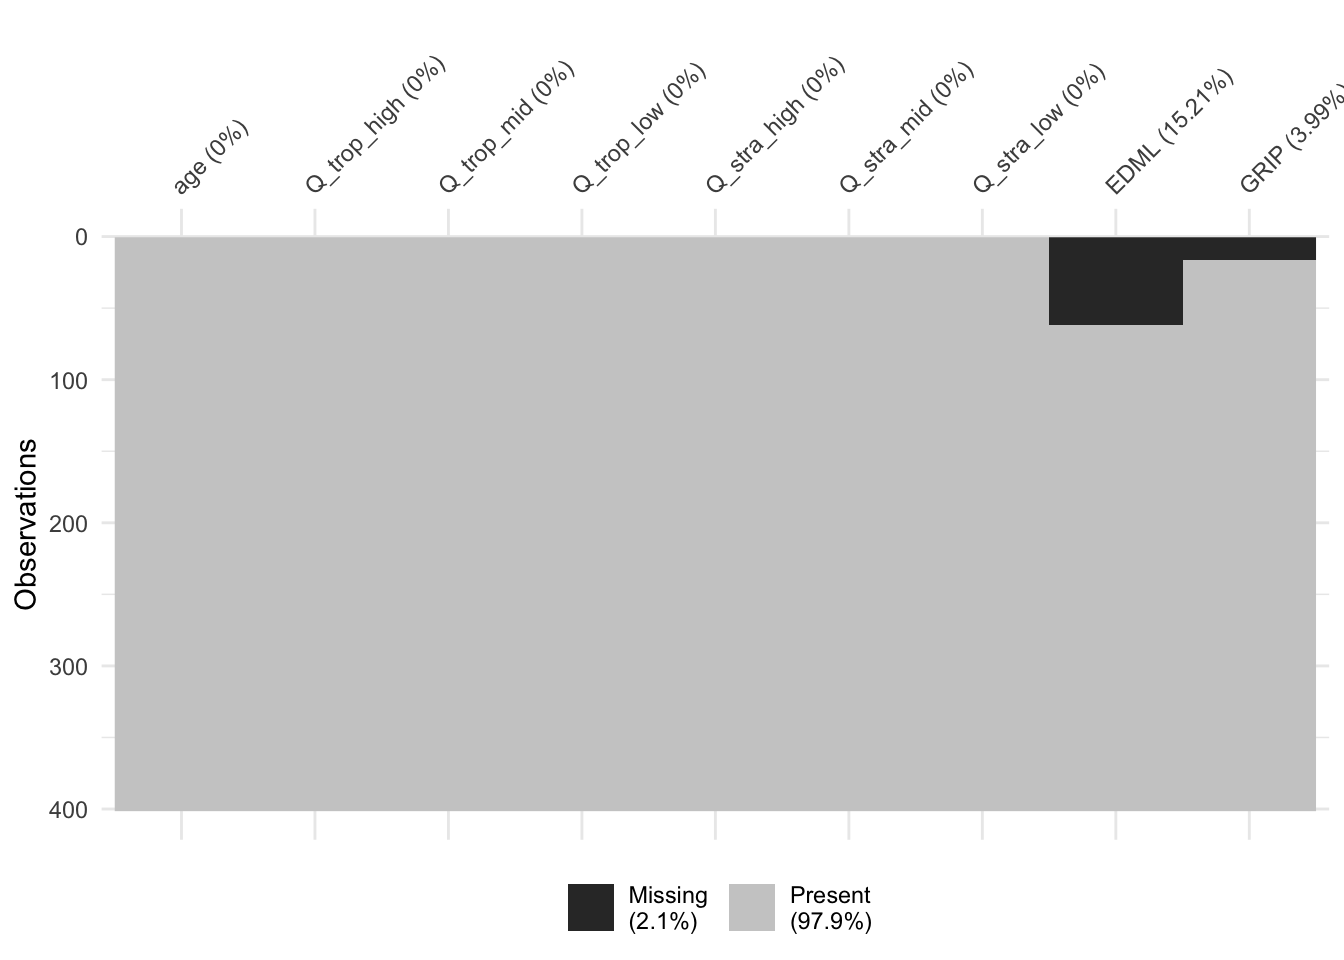 age (0%)
Q_trop_high (0%)
Q_trop_mid (0%)
Q_trop_low (0%)
Q_stra_high (0%)
Q_stra_mid (0%)
Q_stra_low (0%)
EDML (15.21%)
GRIP (3.99%
0
100
200
300
400
Observations
Missing
(2.1%)
Present
(97.9%)